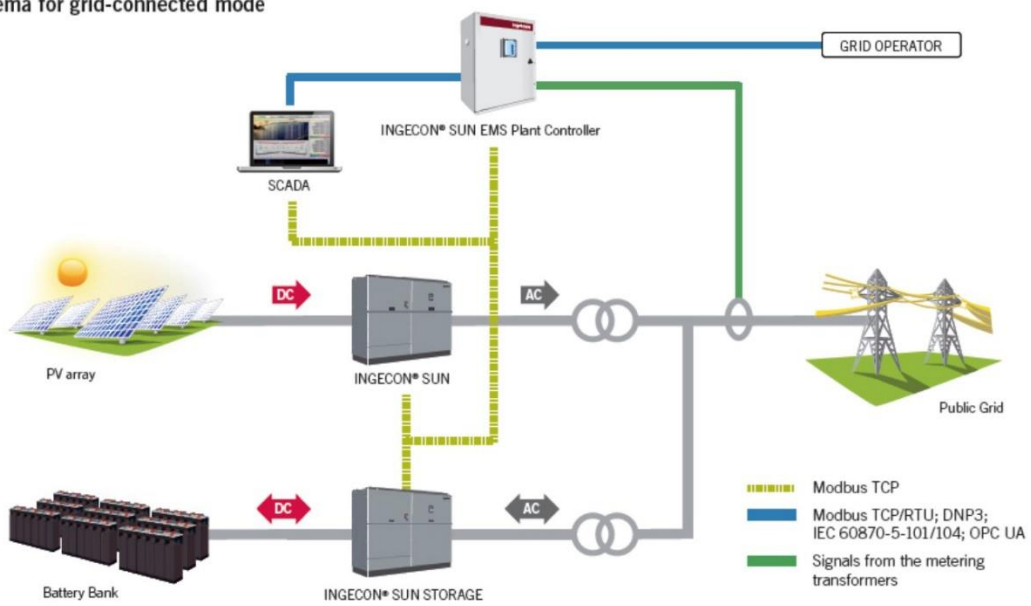 ema for grid-connected mode
GRID OPERATOR
INGECON® SUN EMS Plant Controller
SCADA
DC
AC
PV array
INGECON® SUN
Public Grid
DC
AC
Battery Bank
INGECON® SUN STORAGE
Modbus TCP
Modbus TCP/RTU; DNP3;
IEC 60870-5-101/104; OPC UA
Signals from the metering
transformers